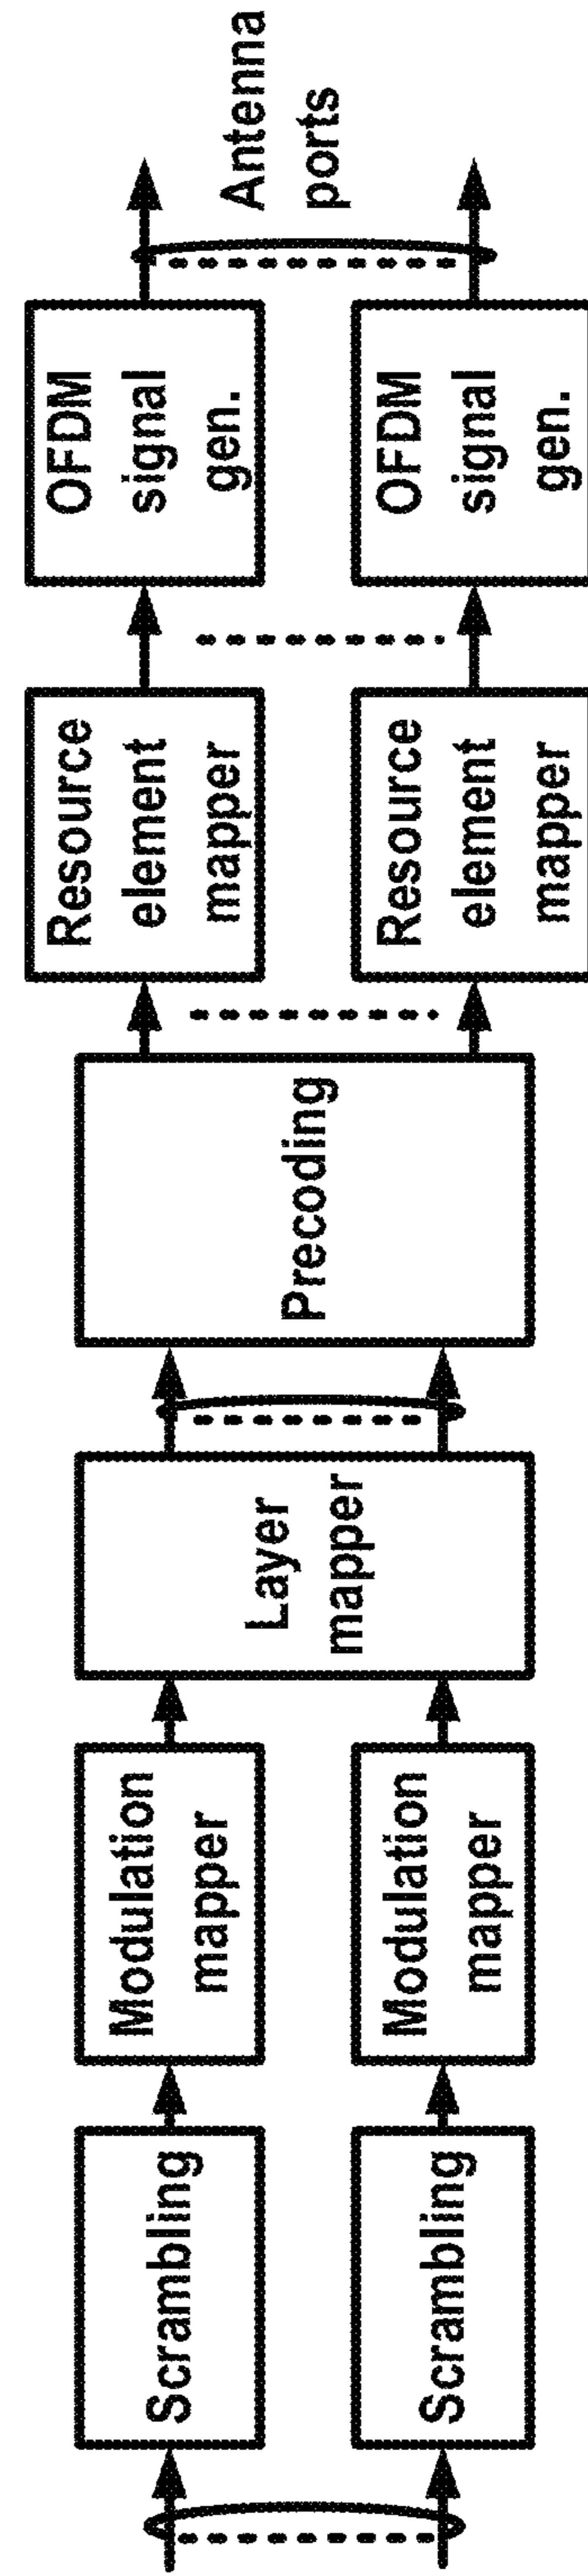 Scrambling
Scrambling
Modulation
mapper
Modulation
mapper
Layer
mapper
Precoding
Resource
element
mapper
Resource
element
mapper
OFDM
signal
gen.
OFDM
signal
gen.
Antenna
ports